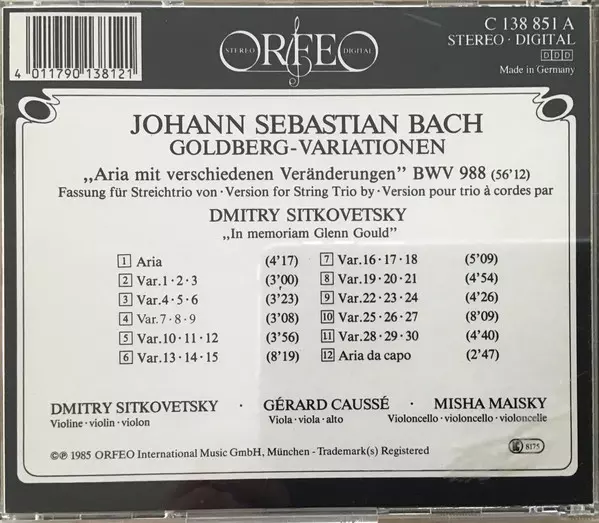 4 011790 138121
STEREO ORFEO DIGITAL
C 138 851 A
STEREO · DIGITAL
DDD
Made in Germany
JOHANN SEBASTIAN BACH
GOLDBERG-VARIATIONEN
„Aria mit verschiedenen Veränderungen” BWV 988 (56'12)
Fassung für Streichtrio von · Version for String Trio by · Version pour trio à cordes par
DMITRY SITKOVETSKY
„In memoriam Glenn Gould”
1 Aria (4'17)
2 Var.1 · 2 · 3 (3'00)
3 Var.4 · 5 · 6 (3'23)
4 Var.7 · 8 · 9 (3'08)
5 Var.10 · 11 · 12 (3'56)
6 Var.13 · 14 · 15 (8'19)
7 Var.16 · 17 · 18 (5'09)
8 Var.19 · 20 · 21 (4'54)
9 Var.22 · 23 · 24 (4'26)
10 Var.25 · 26 · 27 (8'09)
11 Var.28 · 29 · 30 (4'40)
12 Aria da capo (2'47)
DMITRY SITKOVETSKY · GÉRARD CAUSSÉ · MISHA MAISKY
Violine · violin · violon Viola · viola · alto Violoncello · violoncello · violoncelle
©℗ 1985 ORFEO International Music GmbH, München - Trademark(s) Registered
8175